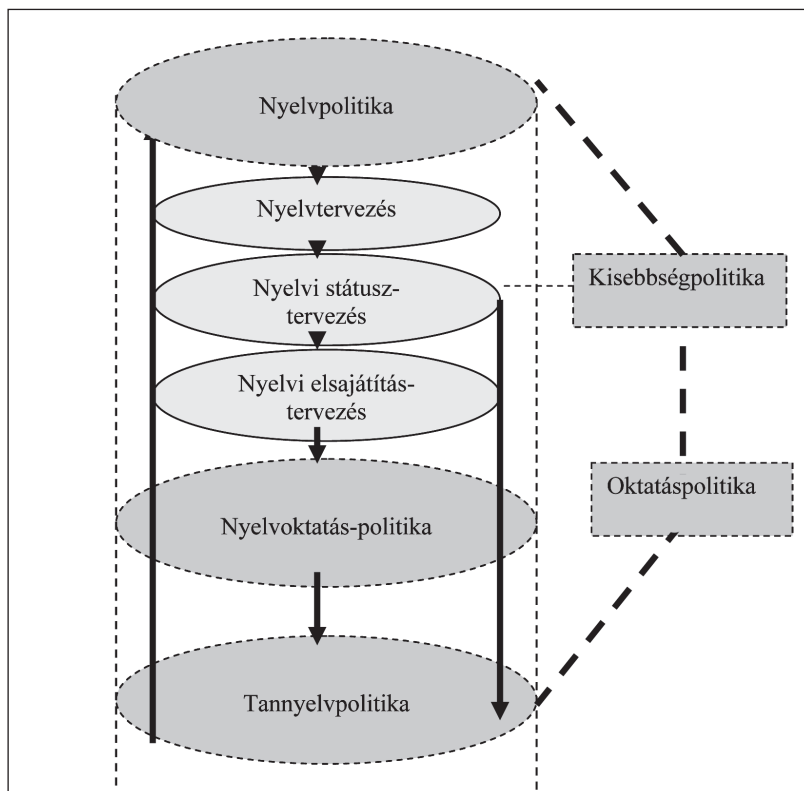 Nyelvpolitika
Nyelvtervezés
Nyelvi státusz-
tervezés
Kisebbségpolitika
Nyelvi elsajátítás-
tervezés
Oktatáspolitika
Nyelvoktatás-politika
Tannyelvpolitika